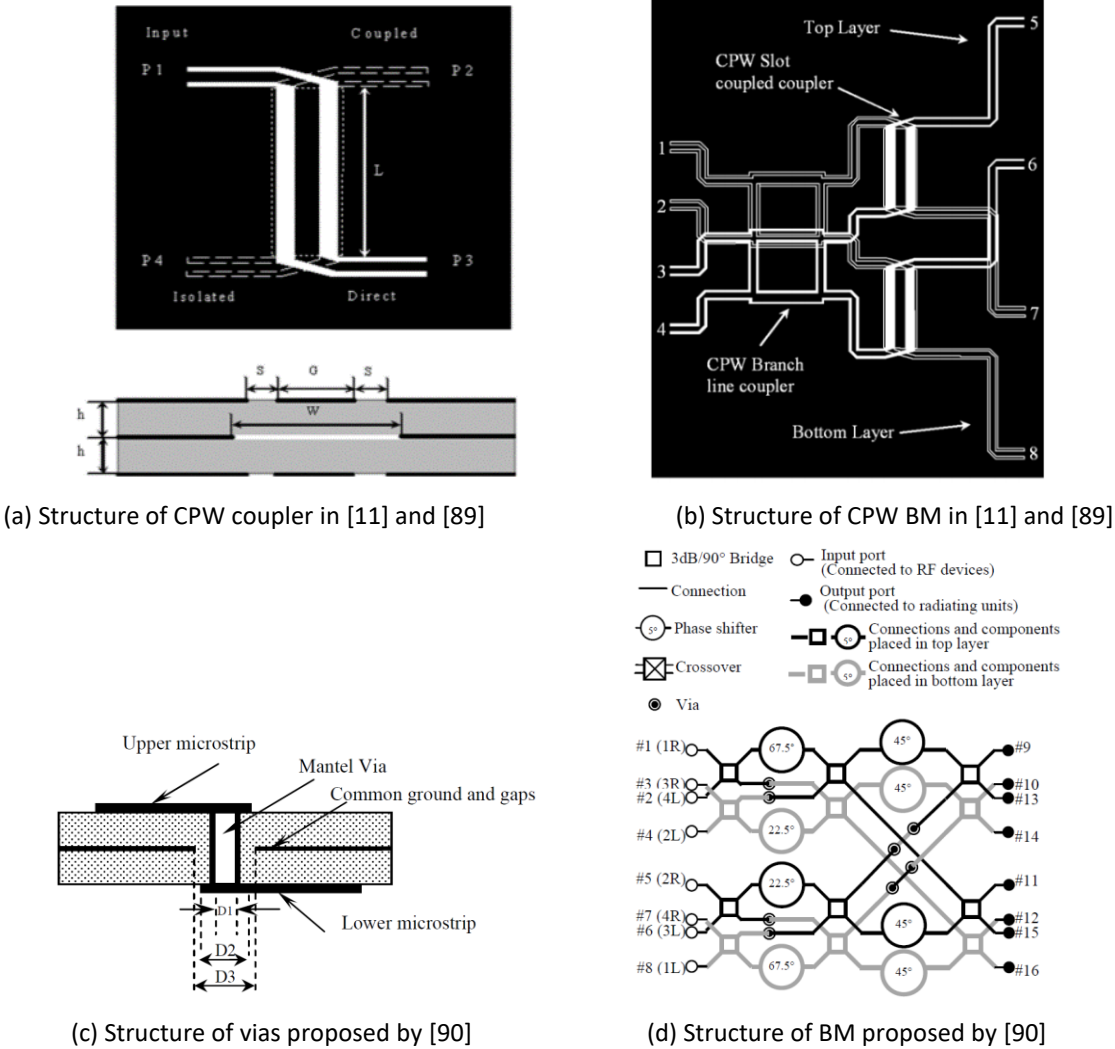 Input
Coupled
P1
P2
L
P4
P3
Isolated
Direct
S
G
S
h
W
h
(a) Structure of CPW coupler in [11] and [89]
Top Layer
5
CPW Slot
coupled coupler
1
6
2
3
4
7
CPW Branch
line coupler
Bottom Layer
8
(b) Structure of CPW BM in [11] and [89]
Upper microstrip
Mantel Via
Common ground and gaps
D1
Lower microstrip
D2
D3
(c) Structure of vias proposed by [90]
3dB/90° Bridge
Input port
(Connected to RF devices)
Connection
Output port
(Connected to radiating units)
5°
Phase shifter
5°
Connections and components
placed in top layer
Crossover
5°
Connections and components
placed in bottom layer
Via
#1 (1R)
67.5°
45°
#9
#3 (3R)
#10
#2 (4L)
45°
#13
#4 (2L)
22.5°
#14
#5 (2R)
22.5°
#11
#7 (4R)
#12
#6 (3L)
45°
#15
#8 (1L)
67.5°
45°
#16
(d) Structure of BM proposed by [90]